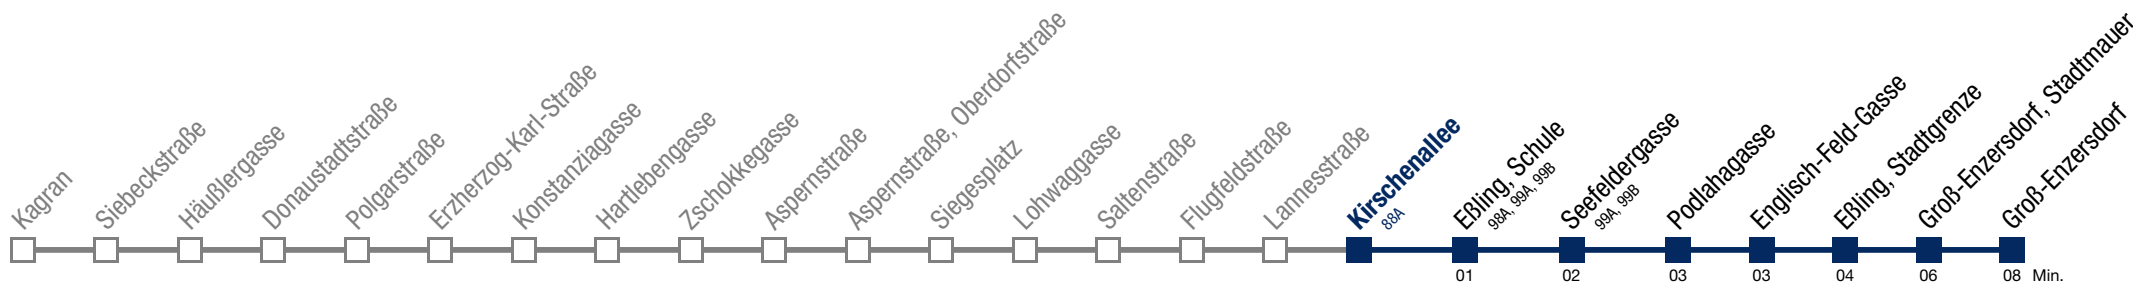 Kagran
Siebeckstraße
Häußlergasse
Donaustadtstraße
Polgarstraße
Erzherzog-Karl-Straße
Konstanziagasse
Hartlebengasse
Zschokkegasse
Aspernstraße
Aspernstraße, Oberdorfstraße
Siegesplatz
Lohwaggasse
Saltenstraße
Flugfeldstraße
Lannesstraße
Kirschenallee
88A
Eßling, Schule
98A, 99A, 99B
Seefeldergasse
99A, 99B
Podlahagasse
Englisch-Feld-Gasse
Eßling, Stadtgrenze
Groß-Enzersdorf, Stadtmauer
Groß-Enzersdorf
01 02 03 03 04 06 08 Min.